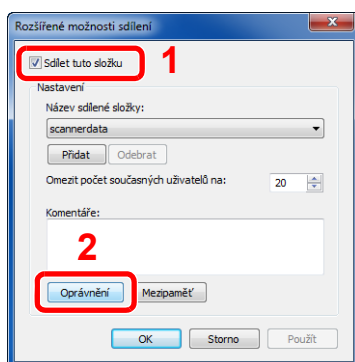 Rozšířené možnosti sdílení
Sdílet tuto složku
1
Nastavení
Název sdílené složky:
scannerdata
Přidat Odebrat
Omezit počet současných uživatelů na: 20
Komentáře:
2
Oprávnění Mezipaměť
OK Storno Použít